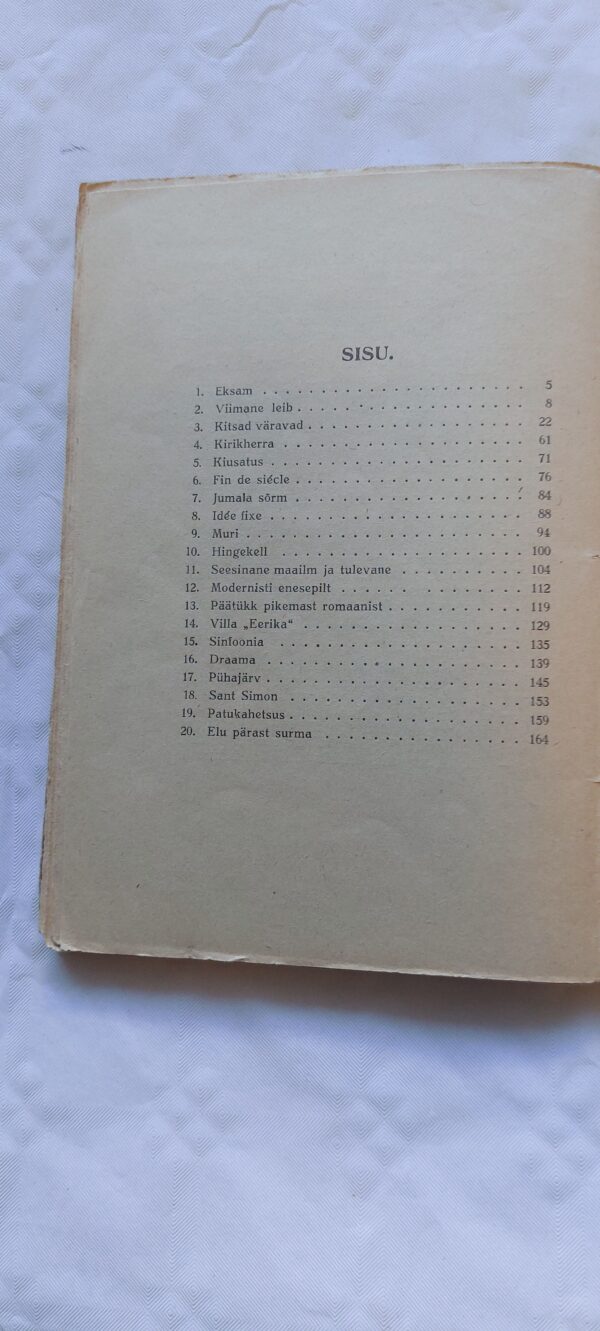 SISU.
1. Eksam . . . . . . . . . . . . . . . . . . . . . . 5
2. Viimane leib . . . . . . . . . . . . . . . . . . 8
3. Kitsad väravad . . . . . . . . . . . . . . . . . 22
4. Kirikherra . . . . . . . . . . . . . . . . . . . 61
5. Kiusatus . . . . . . . . . . . . . . . . . . . . 71
6. Fin de siécle . . . . . . . . . . . . . . . . . . 76
7. Jumala sõrm . . . . . . . . . . . . . . . . . . 84
8. Idée fixe . . . . . . . . . . . . . . . . . . . . 88
9. Muri . . . . . . . . . . . . . . . . . . . . . . 94
10. Hingekell . . . . . . . . . . . . . . . . . . . 100
11. Seesinane maailm ja tulevane . . . . . . . . . . 104
12. Modernisti enesepilt . . . . . . . . . . . . . . 112
13. Päätükk pikemast romaanist . . . . . . . . . . . 119
14. Villa „Eerika“ . . . . . . . . . . . . . . . . . 129
15. Sinfoonia . . . . . . . . . . . . . . . . . . . 135
16. Draama . . . . . . . . . . . . . . . . . . . . . 139
17. Pühajärv . . . . . . . . . . . . . . . . . . . . 145
18. Sant Simon . . . . . . . . . . . . . . . . . . . 153
19. Patukahetsus . . . . . . . . . . . . . . . . . . 159
20. Elu pärast surma . . . . . . . . . . . . . . . . 164